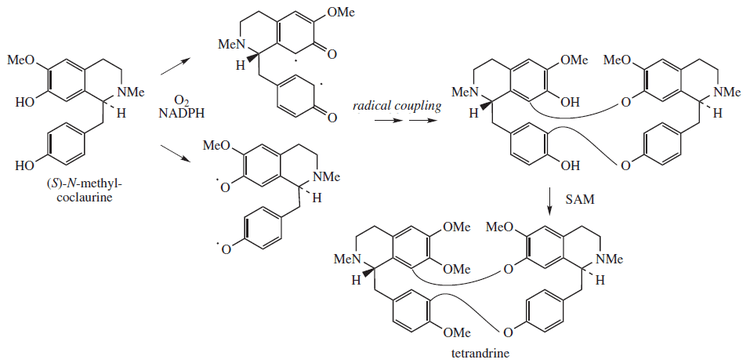 OMe
MeN
H
O
O
MeO
HO
NMe
H
HO
(S)-N-methyl-
coclaurine
O2
NADPH
MeO
·O
NMe
H
·O
radical coupling
OMe
MeO
MeN
OH
O
NMe
H
H
OH
O
SAM
OMe
MeO
MeN
OMe
O
NMe
H
H
OMe
O
tetrandrine